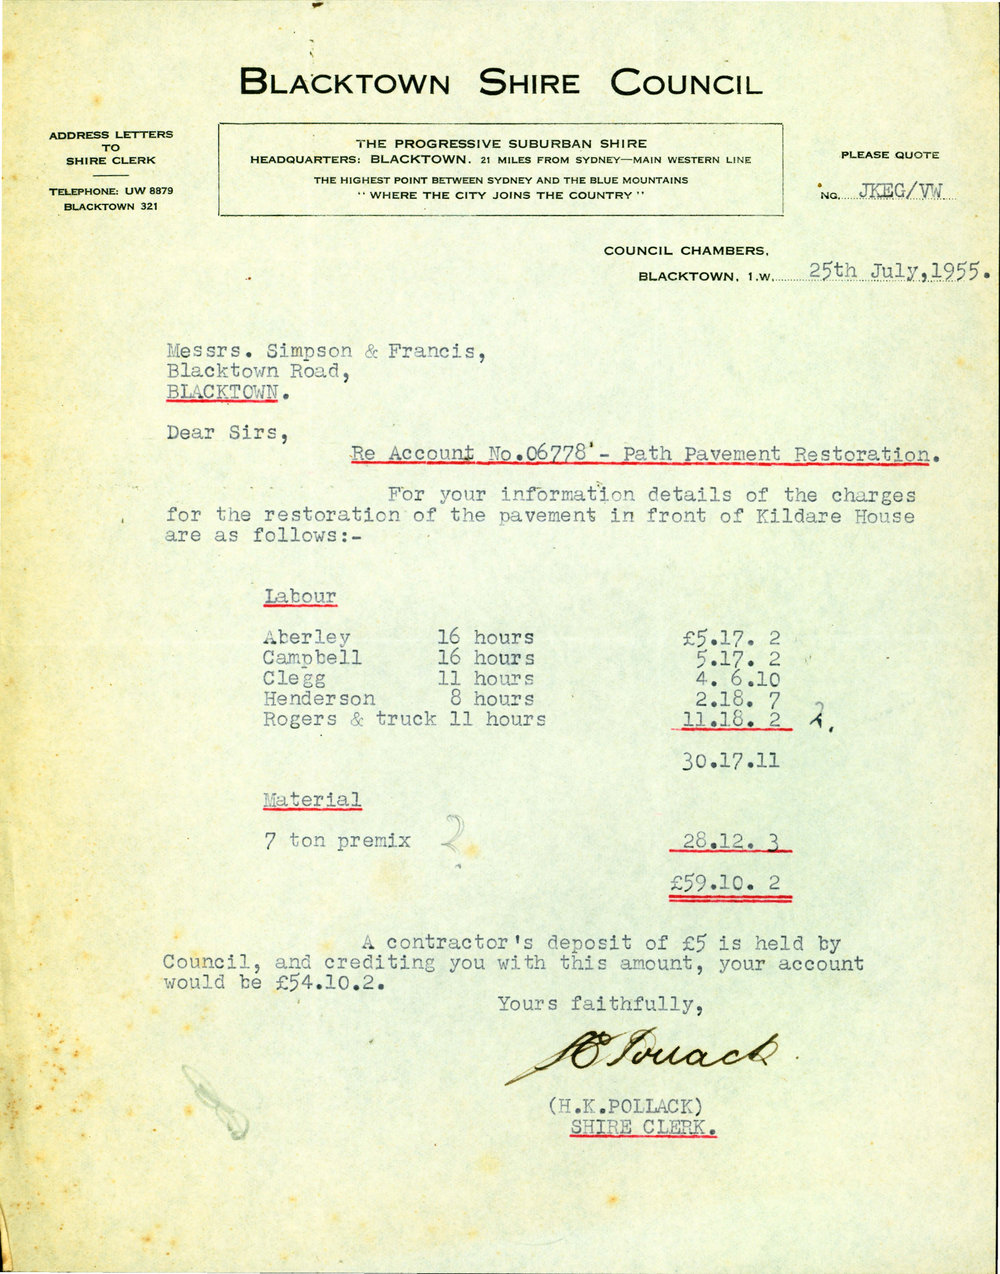 BLACKTOWN SHIRE COUNCIL
ADDRESS LETTERS
TO
SHIRE CLERK
TELEPHONE: UW 8879
BLACKTOWN 321
THE PROGRESSIVE SUBURBAN SHIRE
HEADQUARTERS: BLACKTOWN. 21 MILES FROM SYDNEY—MAIN WESTERN LINE
THE HIGHEST POINT BETWEEN SYDNEY AND THE BLUE MOUNTAINS
"WHERE THE CITY JOINS THE COUNTRY"
PLEASE QUOTE
NO. JKEG/VW
COUNCIL CHAMBERS,
BLACKTOWN, 1.W. 25th July,1955.
Messrs. Simpson & Francis,
Blacktown Road,
BLACKTOWN.
Dear Sirs,
Re Account No.06778' - Path Pavement Restoration.
For your information details of the charges
for the restoration of the pavement in front of Kildare House
are as follows:-
Labour
Aberley 16 hours £5.17. 2
Campbell 16 hours 5.17. 2
Clegg 11 hours 4. 6.10
Henderson 8 hours 2.18. 7
Rogers & truck 11 hours 11.18. 2 ?
30.17.11
Material
7 ton premix ? 28.12. 3
£59.10. 2
A contractor's deposit of £5 is held by
Council, and crediting you with this amount, your account
would be £54.10.2.
Yours faithfully,
Pollack
(H.K.POLLACK)
SHIRE CLERK.